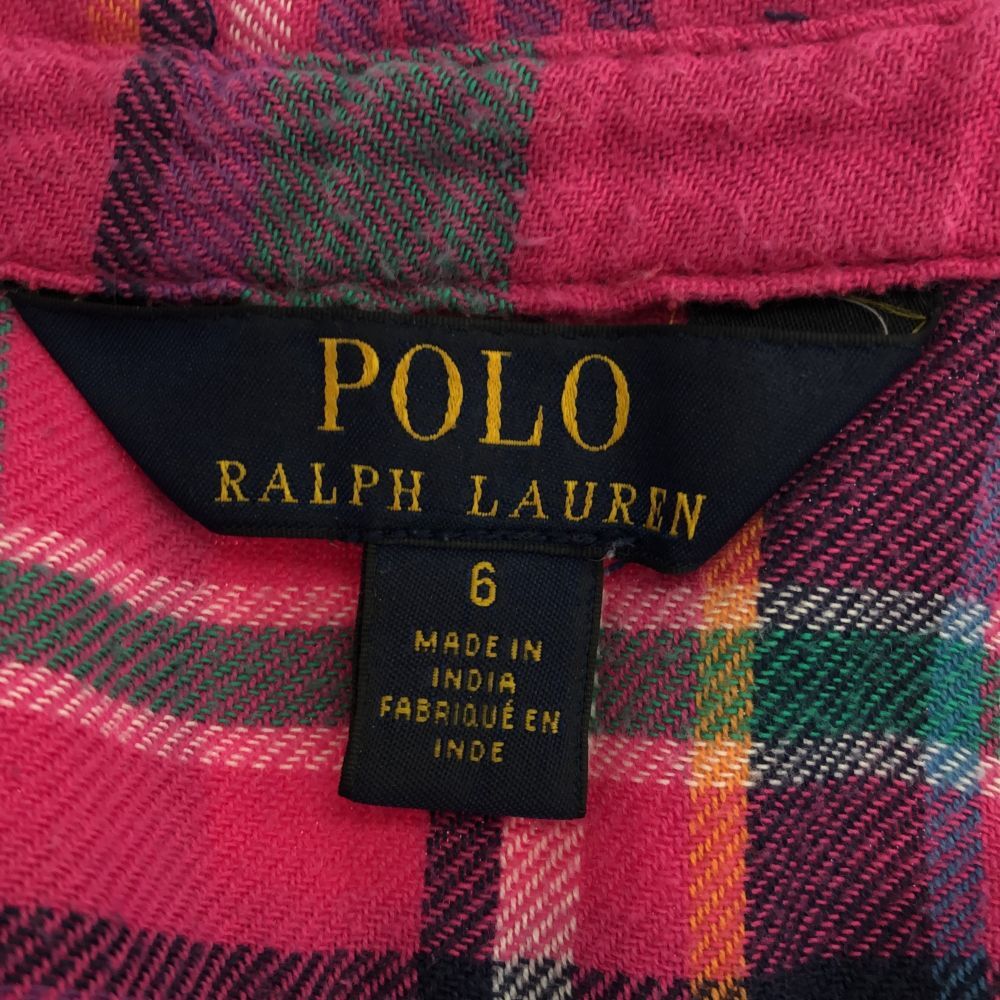 POLO
RALPH LAUREN
6
MADE IN
INDIA
FABRIQUÉ EN
INDE